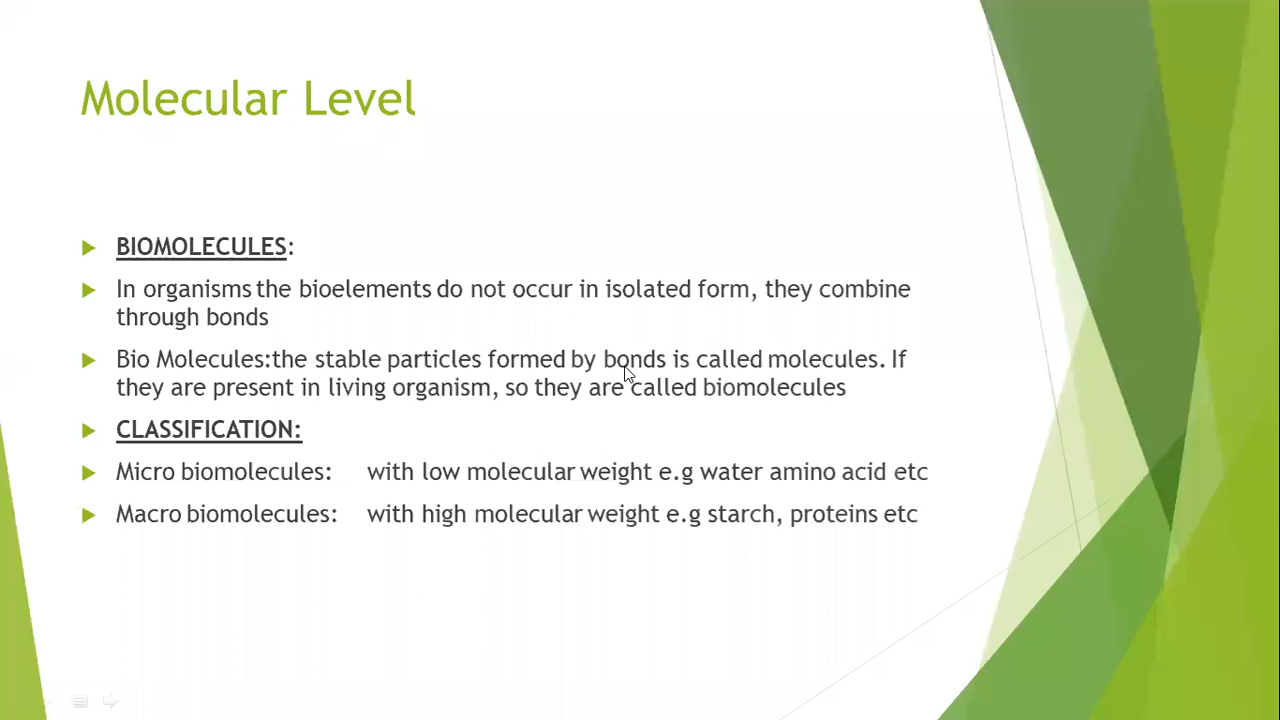 Molecular Level
BIOMOLECULES:
In organisms the bioelements do not occur in isolated form, they combine
through bonds
Bio Molecules:the stable particles formed by bonds is called molecules. If
they are present in living organism, so they are called biomolecules
CLASSIFICATION:
Micro biomolecules: with low molecular weight e.g water amino acid etc
Macro biomolecules: with high molecular weight e.g starch, proteins etc